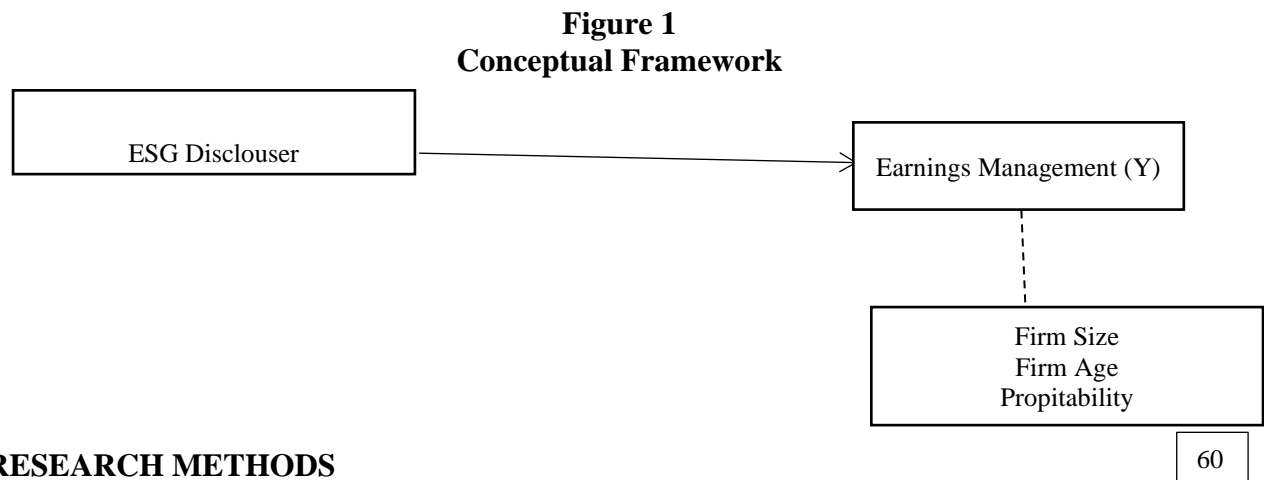 Figure 1
Conceptual Framework
ESG Disclouser
Earnings Management (Y)
Firm Size
Firm Age
Propitability
RESEARCH METHODS
60